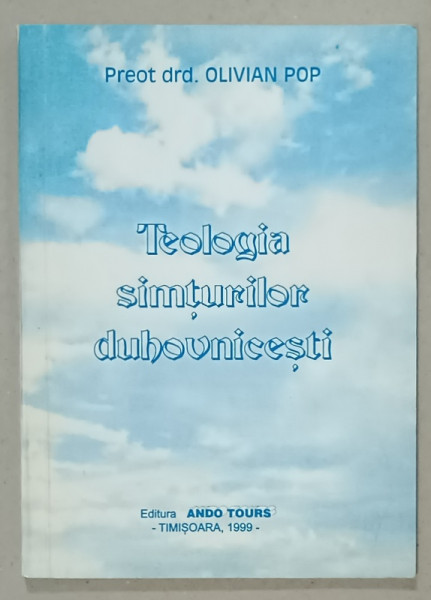 Preot drd. OLIVIAN POP
Teologia
simțurilor
duhovnicești
Editura ANDO TOURS
- TIMIȘOARA, 1999 -